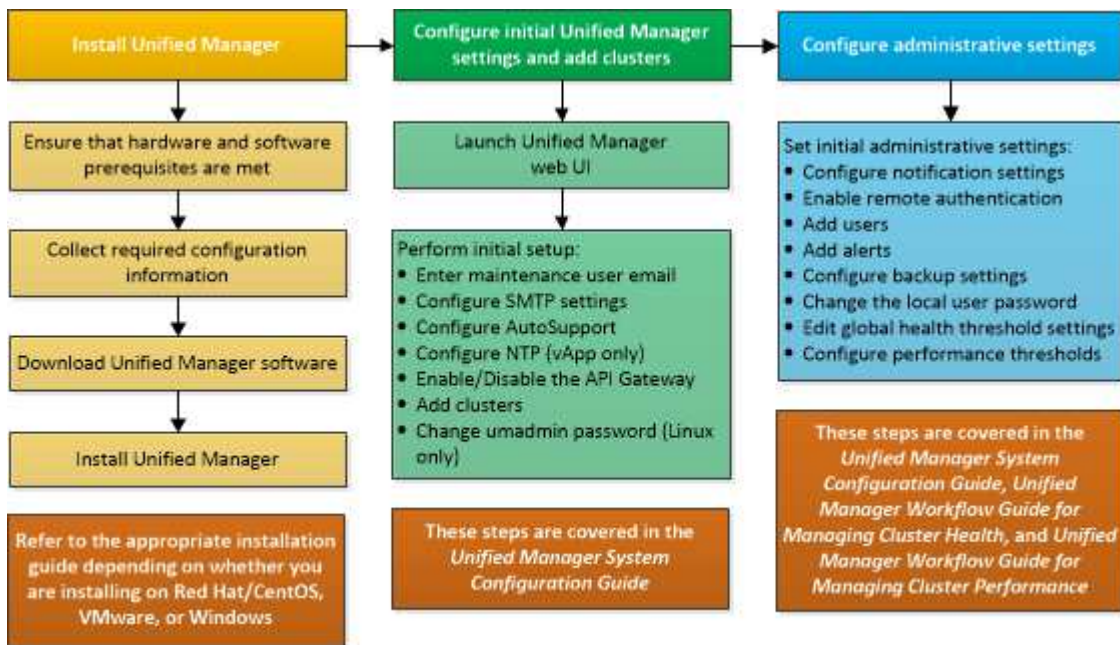 Install Unified Manager
Ensure that hardware and software
prerequisites are met
Collect required configuration
information
Download Unified Manager software
Install Unified Manager
Refer to the appropriate installation
guide depending on whether you
are installing on Red Hat/CentOS,
VMware, or Windows
Configure initial Unified Manager
settings and add clusters
Launch Unified Manager
web UI
Perform initial setup:
• Enter maintenance user email
• Configure SMTP settings
• Configure AutoSupport
• Configure NTP (vApp only)
• Enable/Disable the API Gateway
• Add clusters
• Change umadmin password (Linux
only)
These steps are covered in the
Unified Manager System
Configuration Guide
Configure administrative settings
Set initial administrative settings:
• Configure notification settings
• Enable remote authentication
• Add users
• Add alerts
• Configure backup settings
• Change the local user password
• Edit global health threshold settings
• Configure performance thresholds
These steps are covered in the
Unified Manager System
Configuration Guide, Unified
Manager Workflow Guide for
Managing Cluster Health, and Unified
Manager Workflow Guide for
Managing Cluster Performance